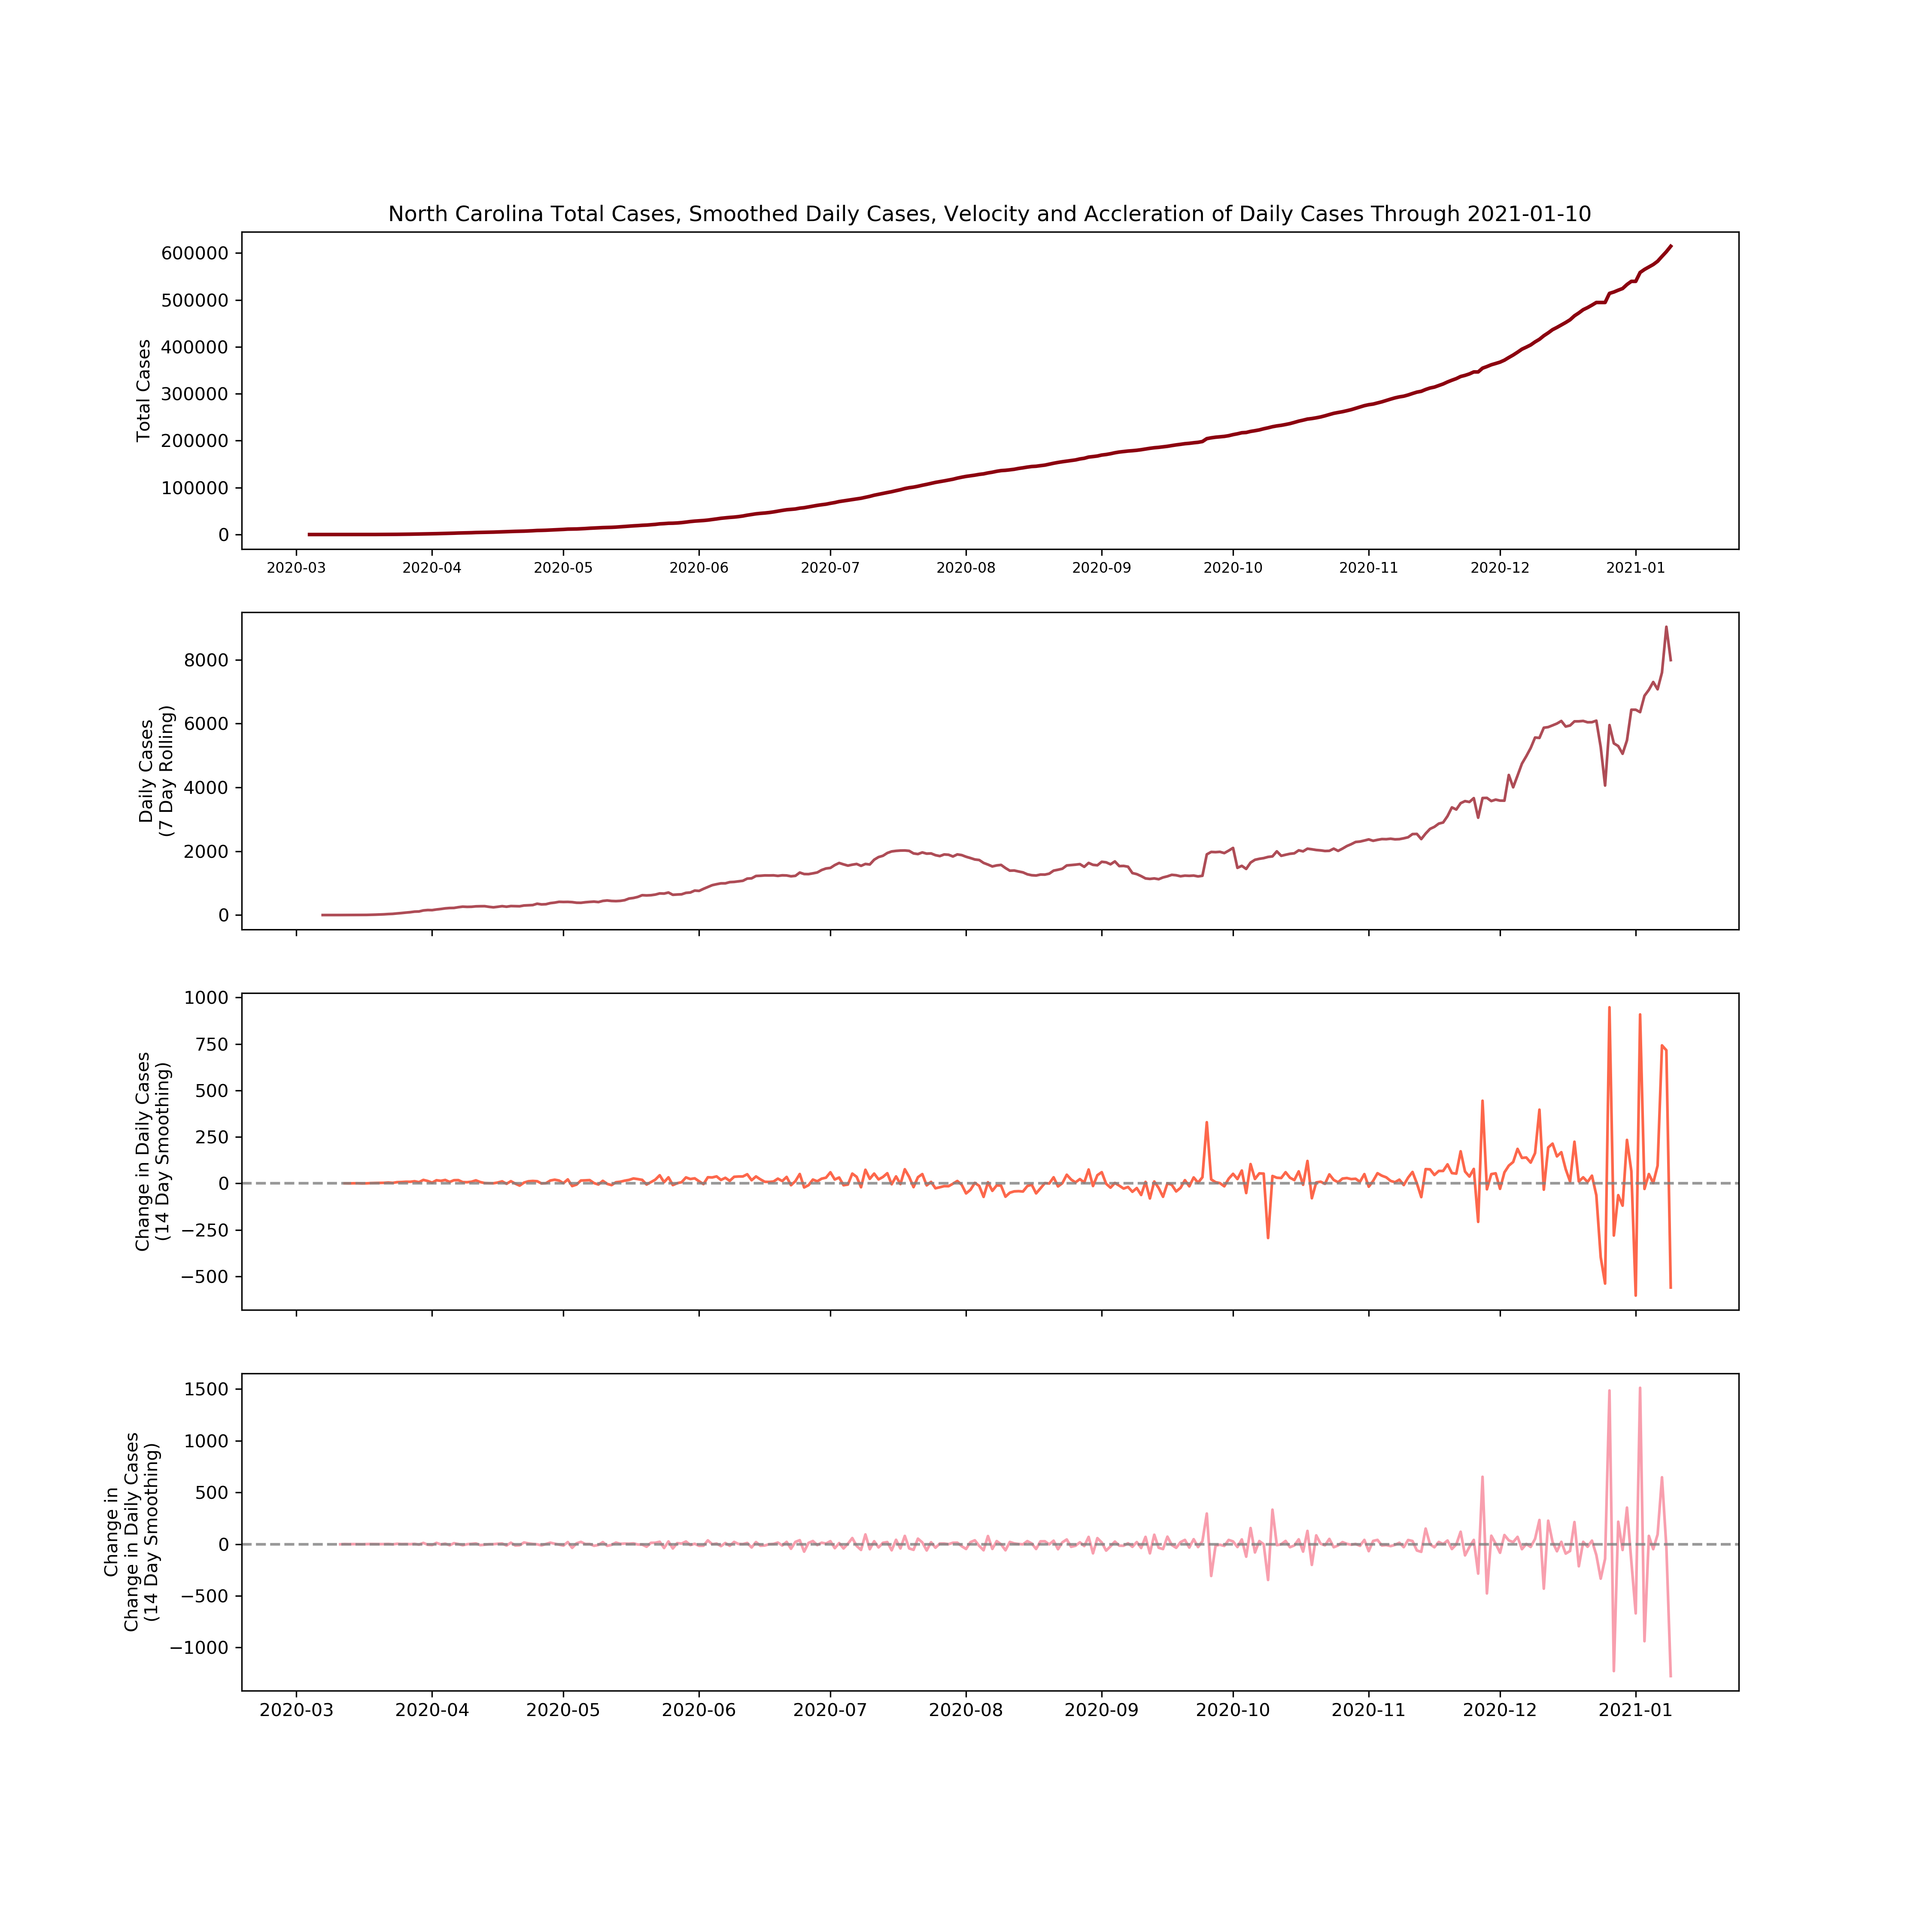 North Carolina Total Cases, Smoothed Daily Cases, Velocity and Accleration of Daily Cases Through 2021-01-10
Total Cases
600000
500000
400000
300000
200000
100000
0
2020-03 2020-04 2020-05 2020-06 2020-07 2020-08 2020-09 2020-10 2020-11 2020-12 2021-01
Daily Cases
(7 Day Rolling)
8000
6000
4000
2000
0
Change in Daily Cases
(14 Day Smoothing)
1000
750
500
250
0
−250
−500
Change in
Change in Daily Cases
(14 Day Smoothing)
1500
1000
500
0
−500
−1000
2020-03 2020-04 2020-05 2020-06 2020-07 2020-08 2020-09 2020-10 2020-11 2020-12 2021-01